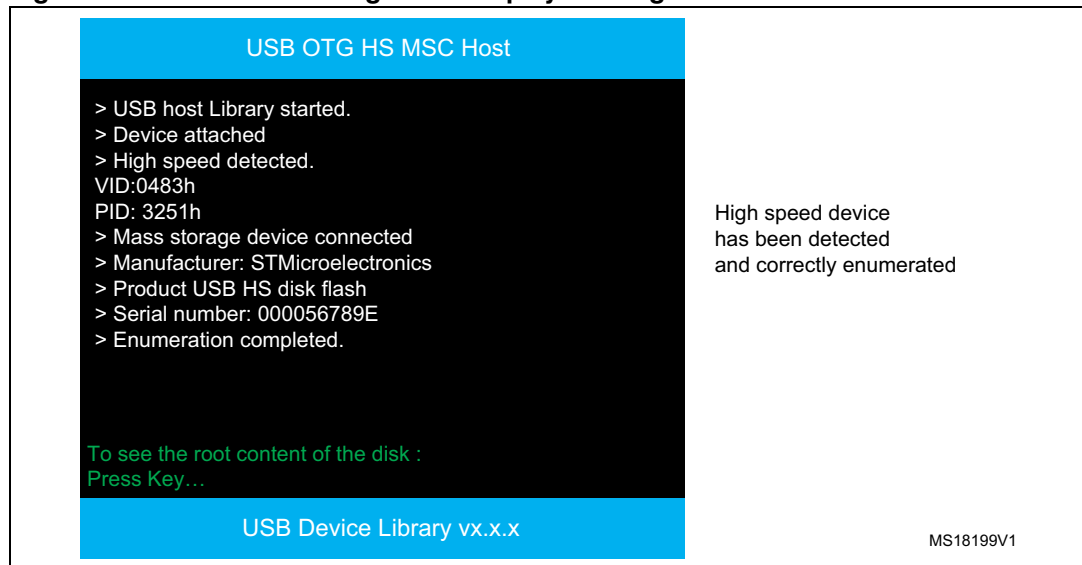 USB OTG HS MSC Host
> USB host Library started.
> Device attached
> High speed detected.
VID:0483h
PID: 3251h
> Mass storage device connected
> Manufacturer: STMicroelectronics
> Product USB HS disk flash
> Serial number: 000056789E
> Enumeration completed.
High speed device
has been detected
and correctly enumerated
To see the root content of the disk :
Press Key…
USB Device Library vx.x.x
MS18199V1